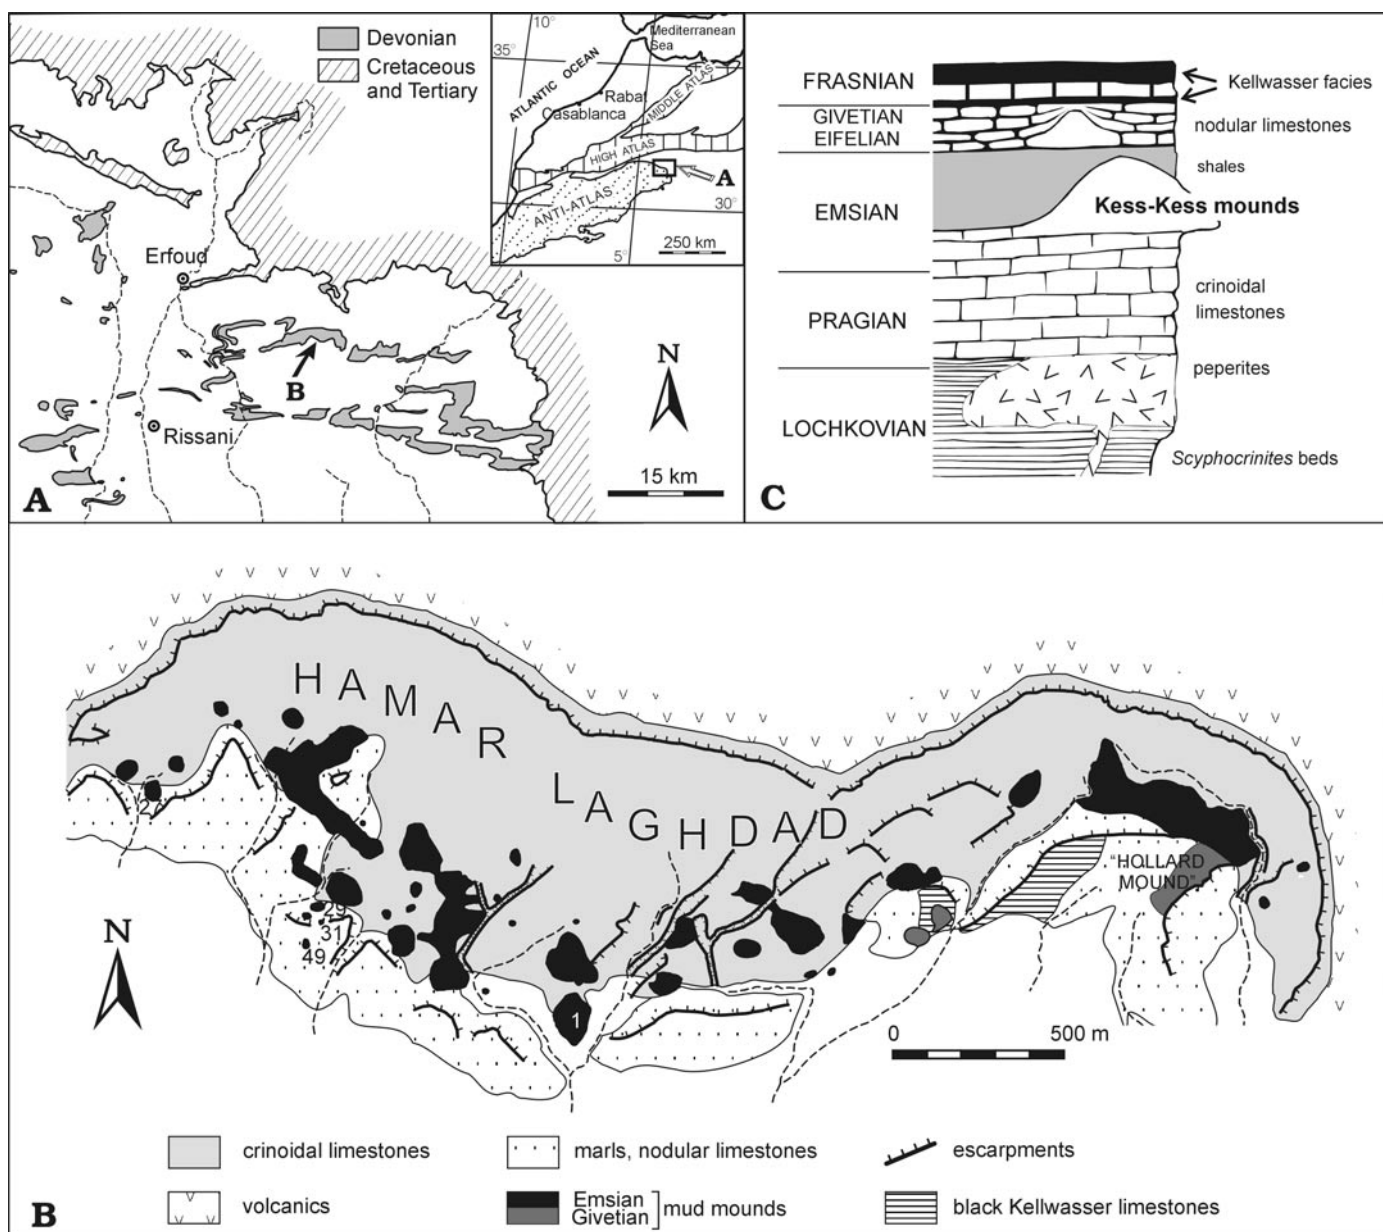 Devonian
Cretaceous
and Tertiary
Erfoud
B
Rissani
N
15 km
A
10°
35°
Mediterranean
Sea
ATLANTIC OCEAN
Rabat
Casablanca
MIDDLE ATLAS
HIGH ATLAS
A
ANTI-ATLAS
30°
5°
250 km
FRASNIAN
Kellwasser facies
GIVETIAN
EIFELIAN
nodular limestones
shales
EMSIAN
Kess-Kess mounds
crinoidal
limestones
PRAGIAN
peperites
LOCHKOVIAN
Scyphocrinites beds
C
HAMAR LAGHDAD
"HOLLARD
MOUND"
31
49
1
N
0 500 m
crinoidal limestones
marls, nodular limestones
escarpments
volcanics
Emsian
Givetian
mud mounds
black Kellwasser limestones
B